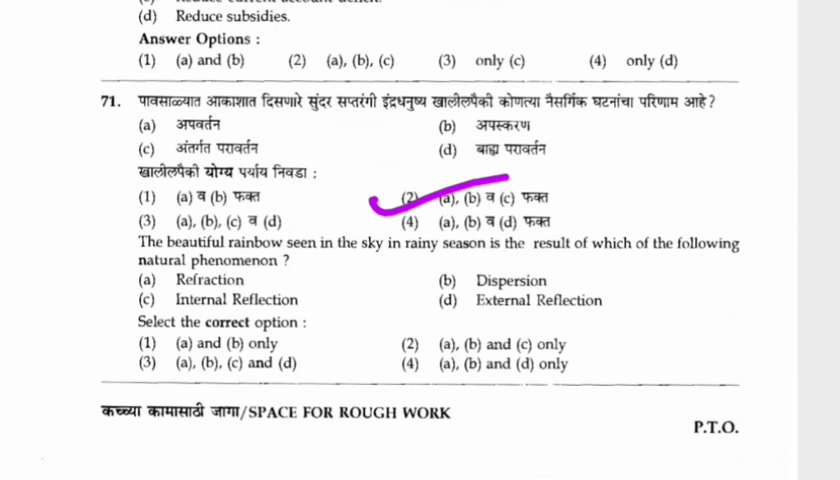 (d) Reduce subsidies.
Answer Options :
(1) (a) and (b) (2) (a), (b), (c) (3) only (c) (4) only (d)
71. पावसाळ्यात आकाशात दिसणारे सुंदर सप्तरंगी इंद्रधनुष्य खालीलपैकी कोणत्या नैसर्गिक घटनांचा परिणाम आहे ?
(a) अपवर्तन (b) अपस्करण
(c) अंतर्गत परावर्तन (d) बाह्य परावर्तन
खालीलपैकी योग्य पर्याय निवडा :
(1) (a) व (b) फक्त (2) (a), (b) व (c) फक्त
(3) (a), (b), (c) व (d) (4) (a), (b) व (d) फक्त
The beautiful rainbow seen in the sky in rainy season is the result of which of the following
natural phenomenon ?
(a) Refraction (b) Dispersion
(c) Internal Reflection (d) External Reflection
Select the correct option :
(1) (a) and (b) only (2) (a), (b) and (c) only
(3) (a), (b), (c) and (d) (4) (a), (b) and (d) only
कच्च्या कामासाठी जागा/SPACE FOR ROUGH WORK
P.T.O.